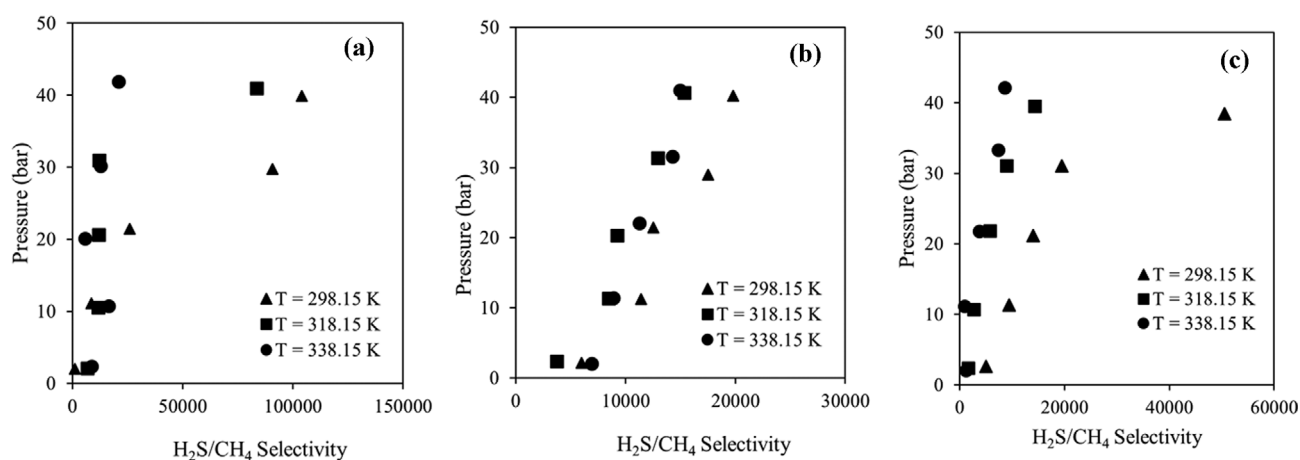 (a)
Pressure (bar)
50
40
30
20
10
0
0 50000 100000 150000
H₂S/CH₄ Selectivity
T = 298.15 K
T = 318.15 K
T = 338.15 K
(b)
Pressure (bar)
50
40
30
20
10
0
0 10000 20000 30000
H₂S/CH₄ Selectivity
T = 298.15 K
T = 318.15 K
T = 338.15 K
(c)
Pressure (bar)
50
40
30
20
10
0
0 20000 40000 60000
H₂S/CH₄ Selectivity
T = 298.15 K
T = 318.15 K
T = 338.15 K